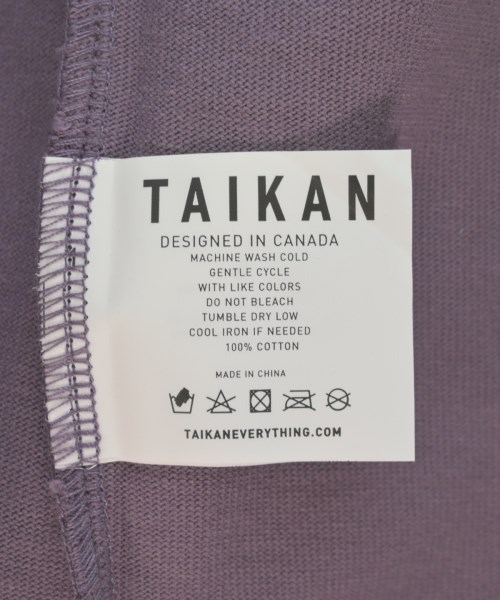 TAIKAN
DESIGNED IN CANADA
MACHINE WASH COLD
GENTLE CYCLE
WITH LIKE COLORS
DO NOT BLEACH
TUMBLE DRY LOW
COOL IRON IF NEEDED
100% COTTON
MADE IN CHINA
TAIKANEVERYTHING.COM